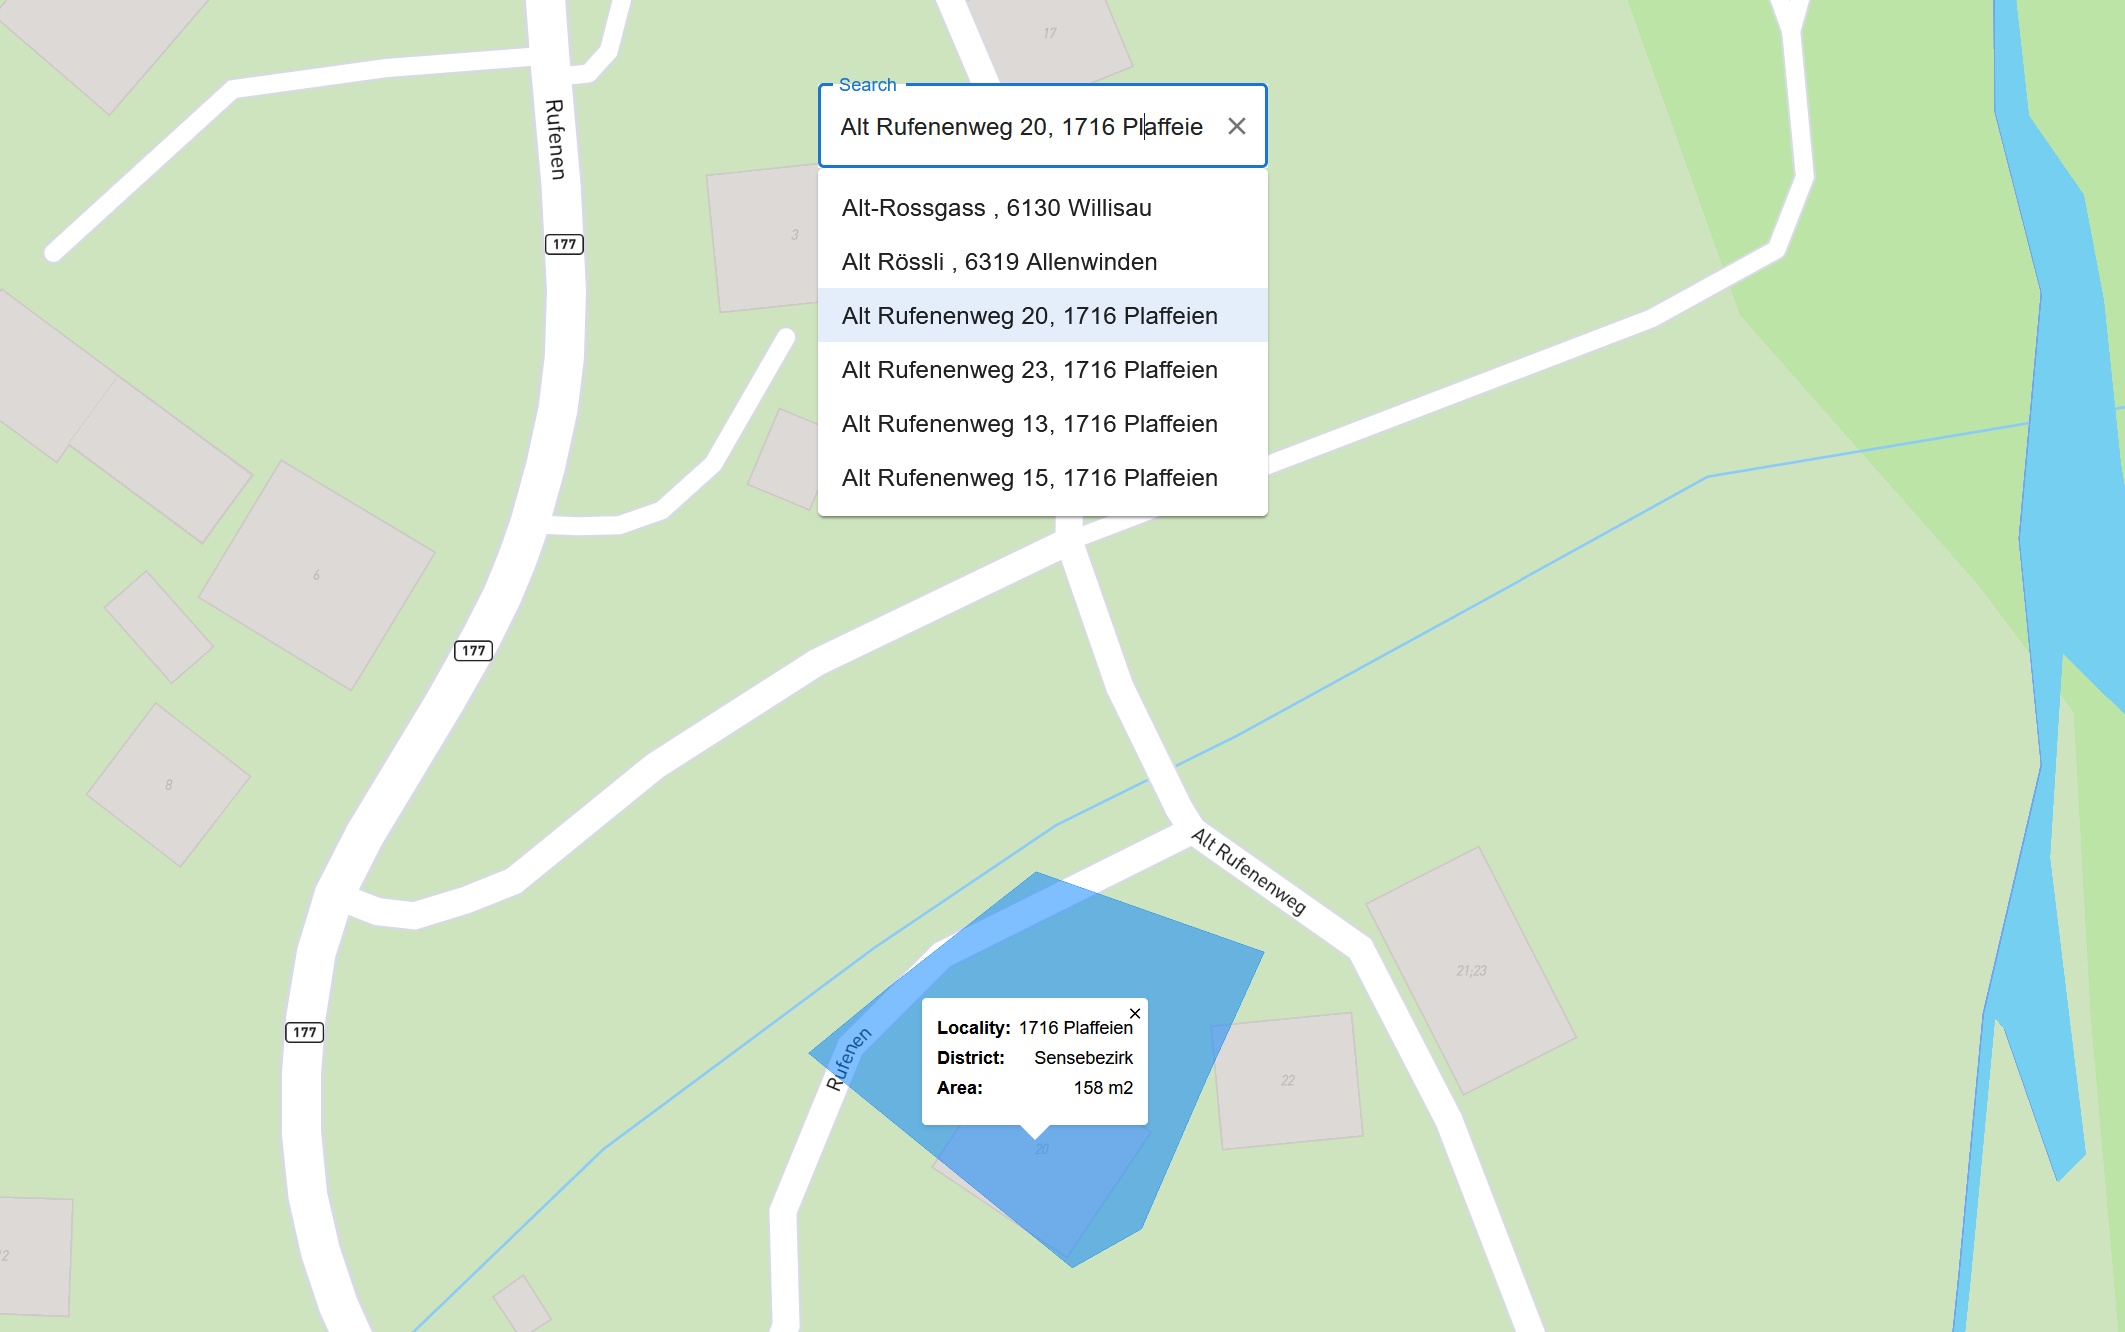 17
Search
Alt Rufenenweg 20, 1716 Plaffeie
Rufenen
Alt-Rossgass , 6130 Willisau
3
177
Alt Rössli , 6319 Allenwinden
Alt Rufenenweg 20, 1716 Plaffeien
Alt Rufenenweg 23, 1716 Plaffeien
Alt Rufenenweg 13, 1716 Plaffeien
Alt Rufenenweg 15, 1716 Plaffeien
6
177
8
Alt Rufenenweg
21;23
177
Rufenen
Locality: 1716 Plaffeien
District: Sensebezirk
Area: 158 m2
22
20
2